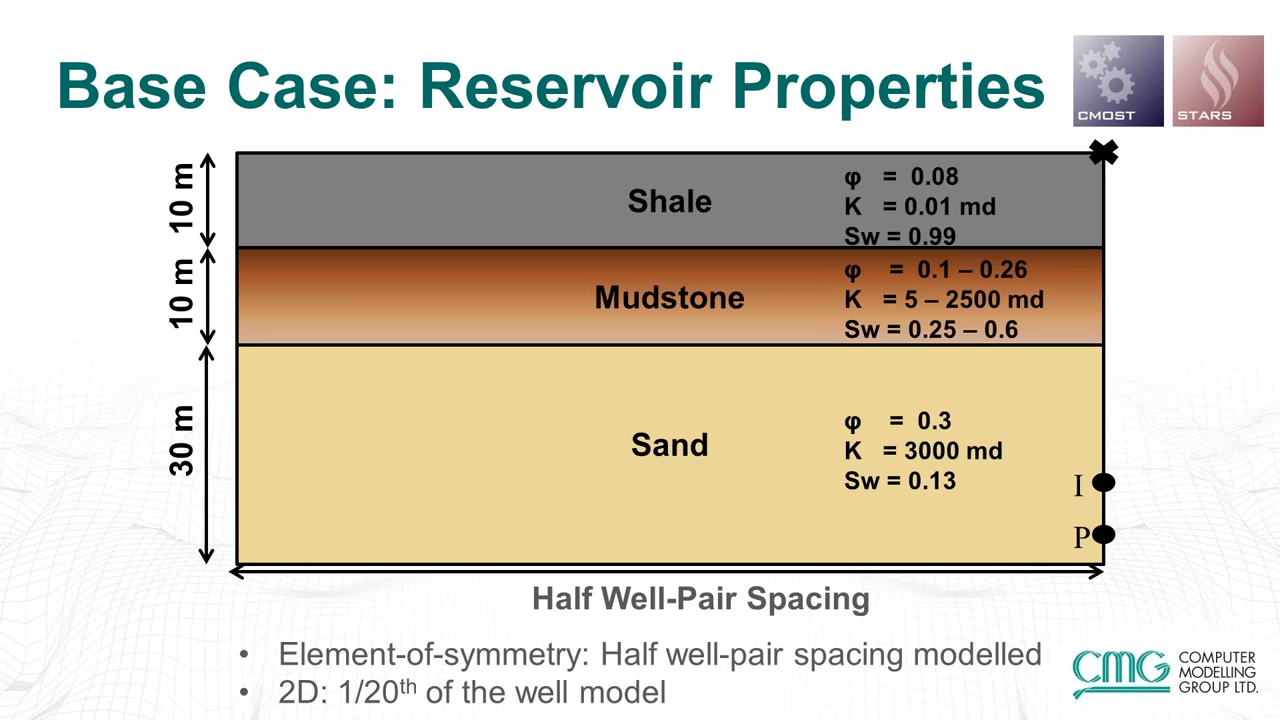 Base Case: Reservoir Properties
CMOST
STARS
10 m
Shale
φ = 0.08
K = 0.01 md
Sw = 0.99
10 m
Mudstone
φ = 0.1 – 0.26
K = 5 – 2500 md
Sw = 0.25 – 0.6
30 m
Sand
φ = 0.3
K = 3000 md
Sw = 0.13
I
P
Half Well-Pair Spacing
• Element-of-symmetry: Half well-pair spacing modelled
• 2D: 1/20th of the well model
CMG
COMPUTER
MODELLING
GROUP LTD.